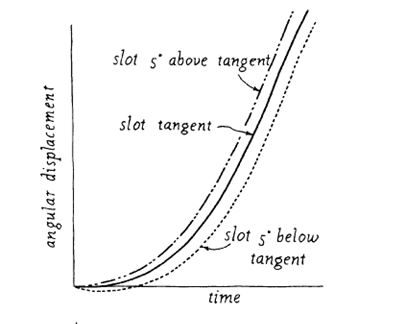 slot 5° above tangent
slot tangent
angular displacement
slot 5° below
tangent
time